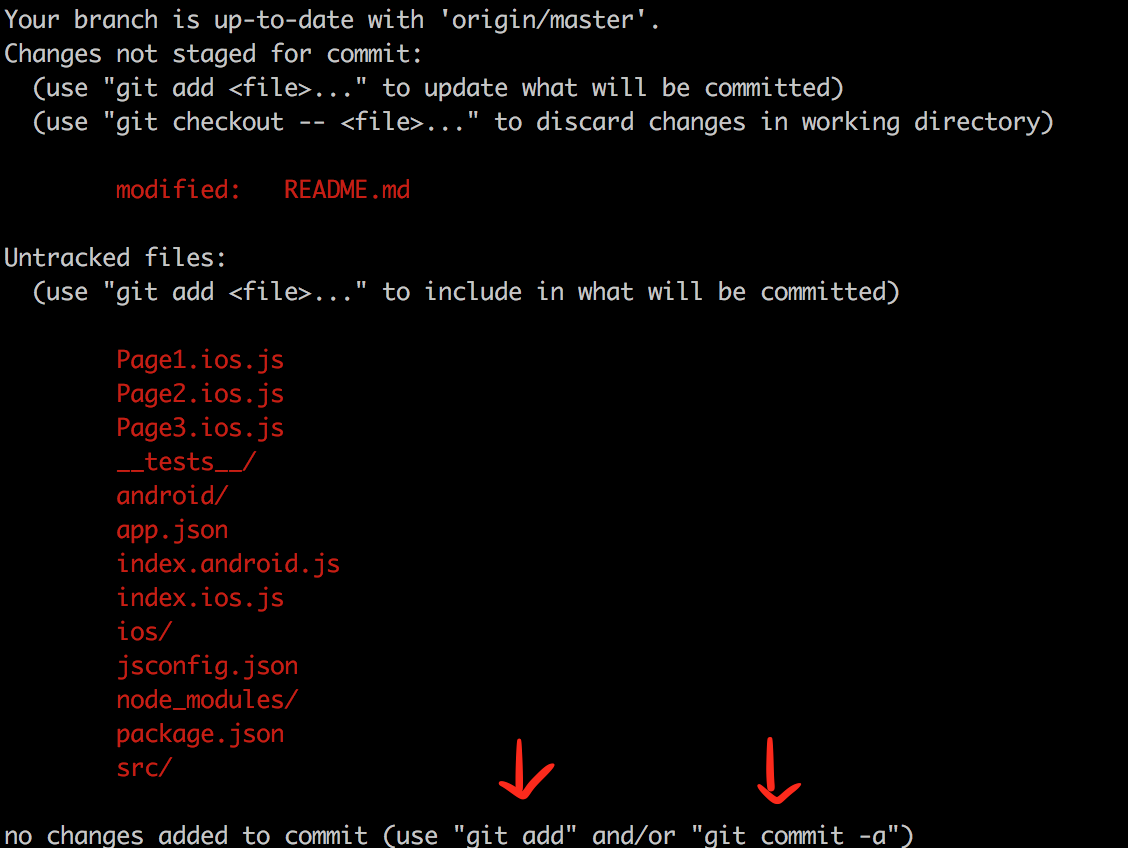 Your branch is up-to-date with 'origin/master'.
Changes not staged for commit:
  (use "git add <file>..." to update what will be committed)
  (use "git checkout -- <file>..." to discard changes in working directory)
        modified:   README.md
Untracked files:
  (use "git add <file>..." to include in what will be committed)
        Page1.ios.js
        Page2.ios.js
        Page3.ios.js
        __tests__/
        android/
        app.json
        index.android.js
        index.ios.js
        ios/
        jsconfig.json
        node_modules/
        package.json
        src/
no changes added to commit (use "git add" and/or "git commit -a")